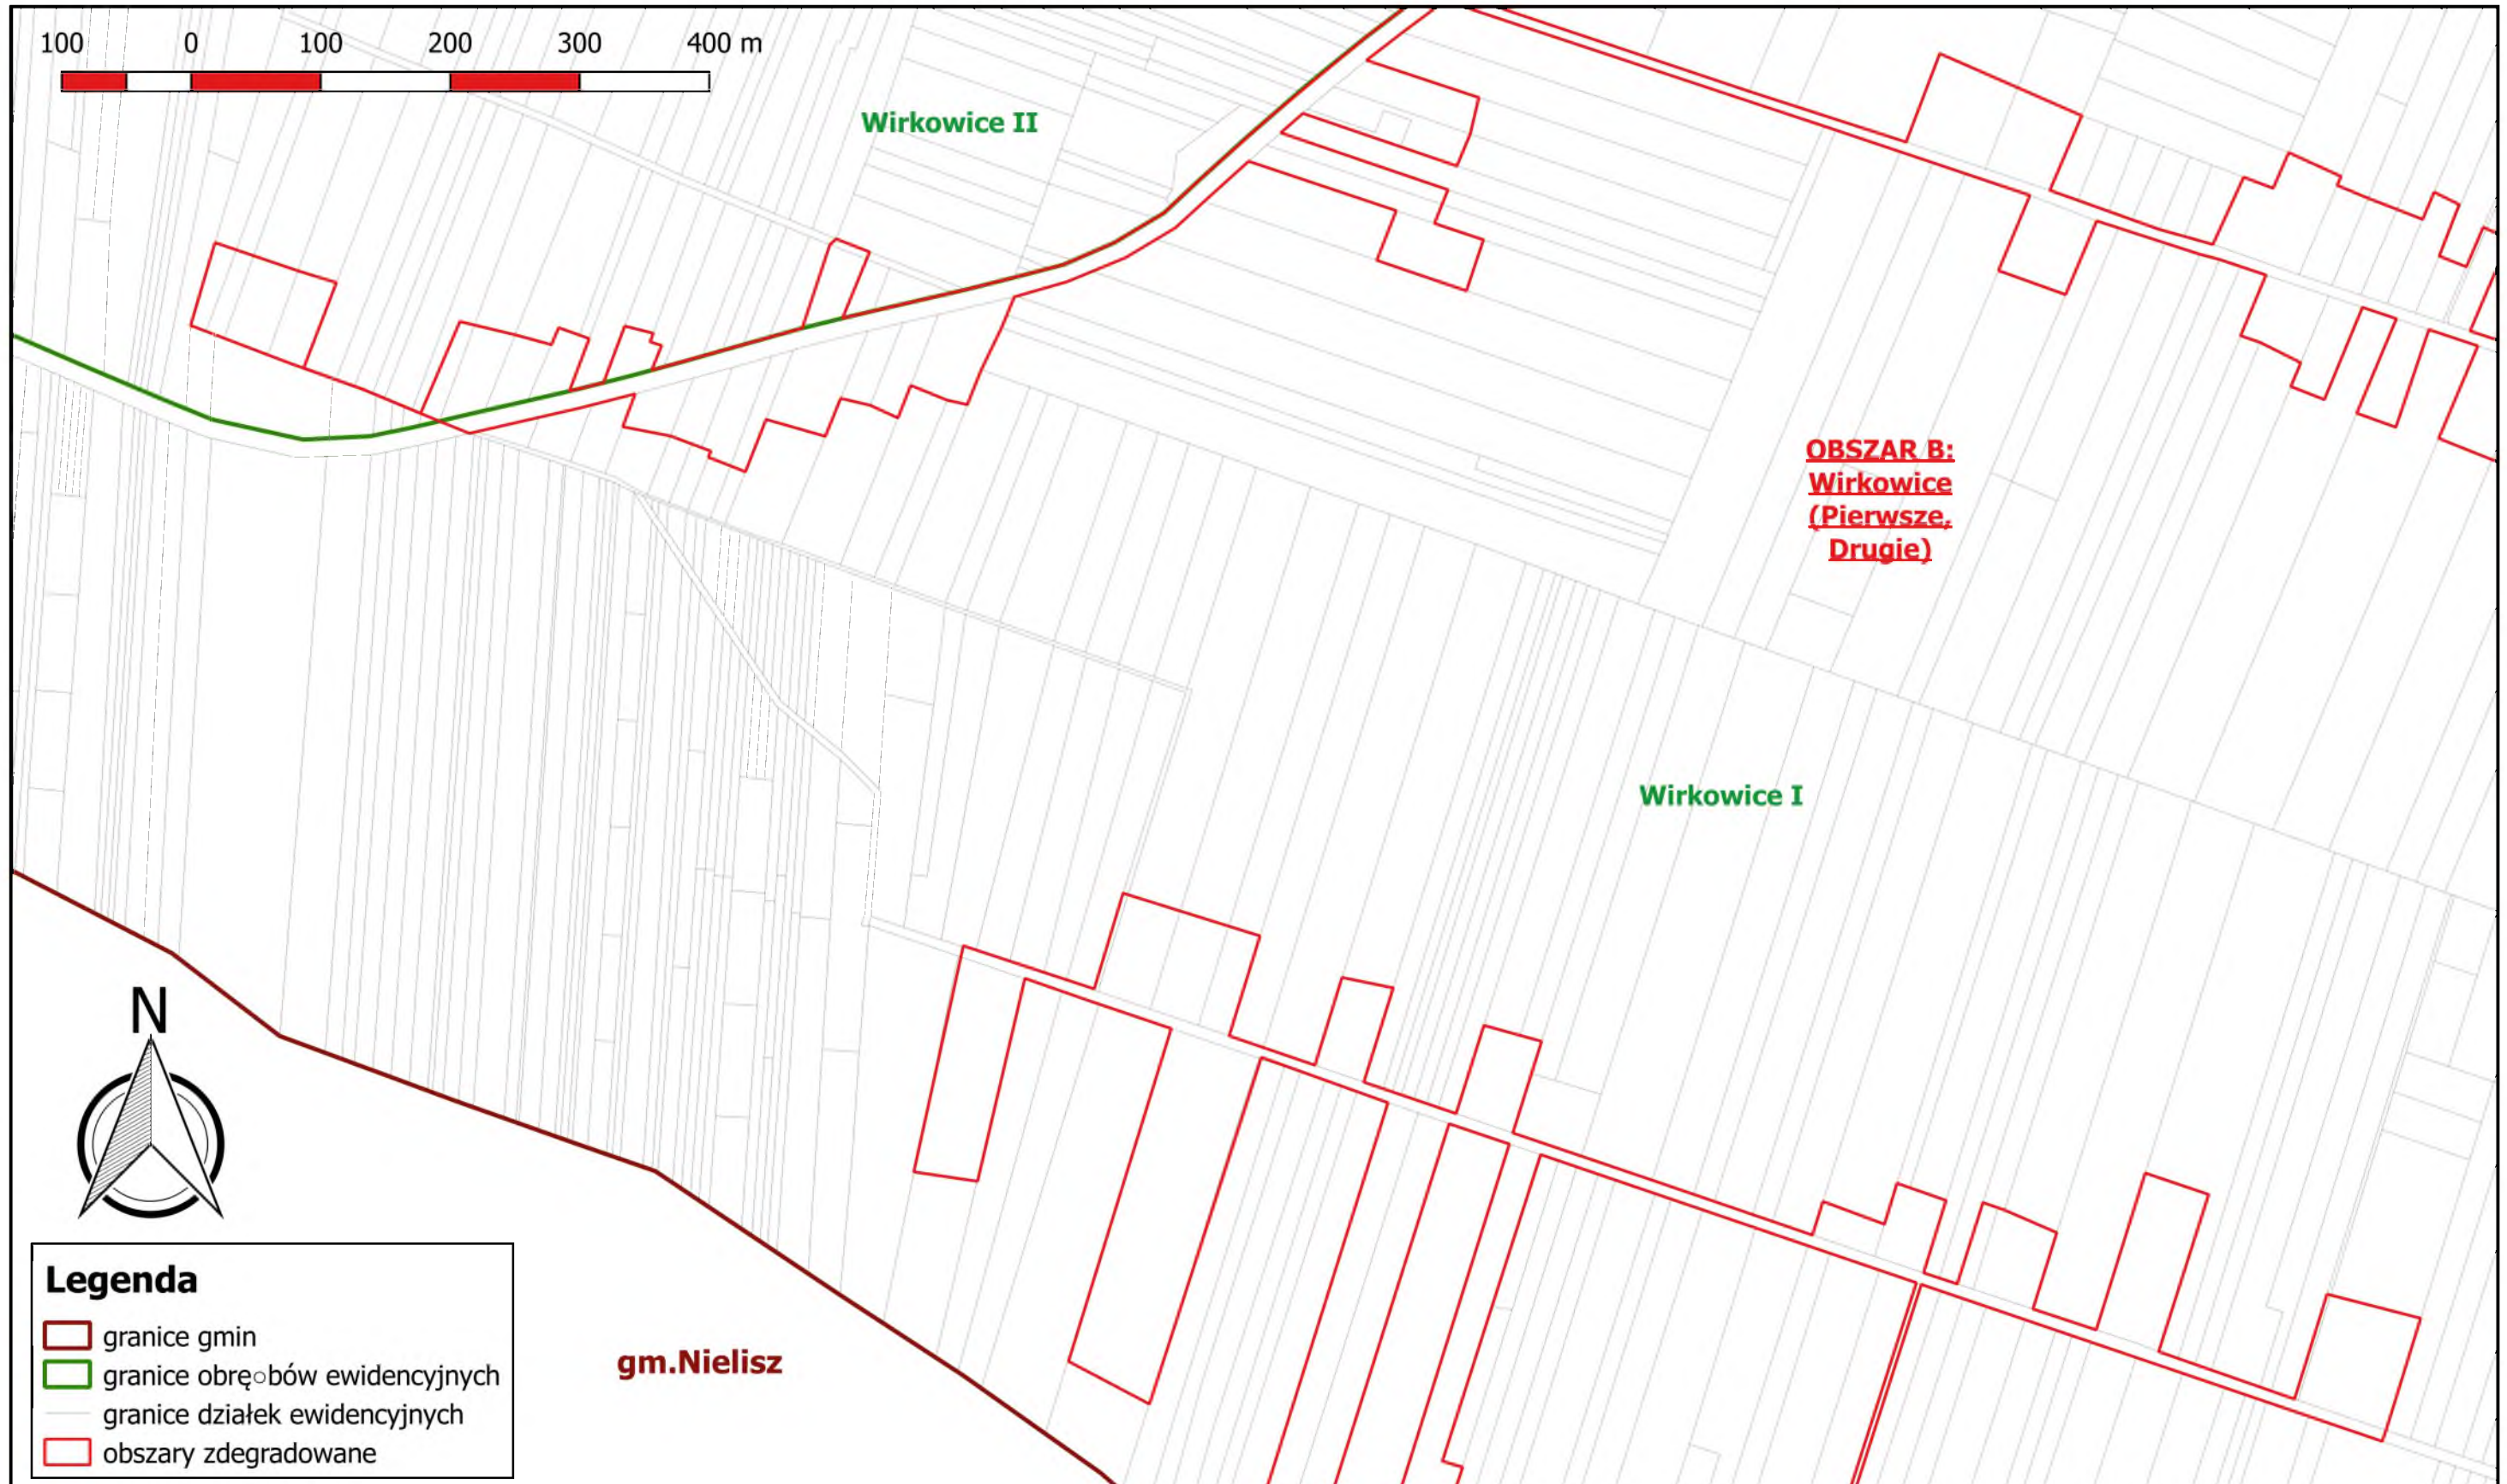 100 0 100 200 300 400 m
Wirkowice II
OBSZAR B:
Wirkowice
(Pierwsze,
Drugie)
Wirkowice I
N
gm.Nielisz
Legenda
granice gmin
granice obrę○bów ewidencyjnych
granice działek ewidencyjnych
obszary zdegradowane